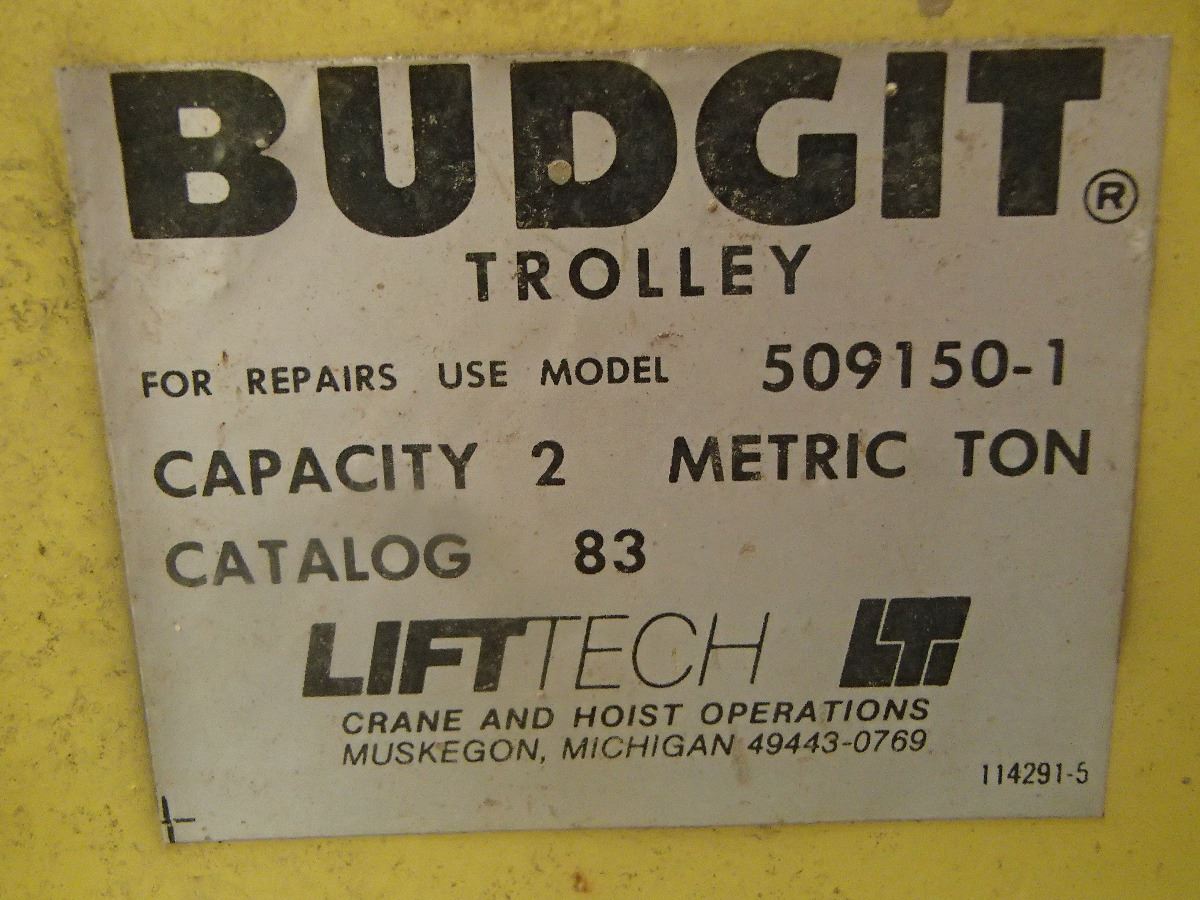 BUDGIT®
TROLLEY
FOR REPAIRS USE MODEL 509150-1
CAPACITY 2 METRIC TON
CATALOG 83
LIFTTECH LTI
CRANE AND HOIST OPERATIONS
MUSKEGON, MICHIGAN 49443-0769
114291-5